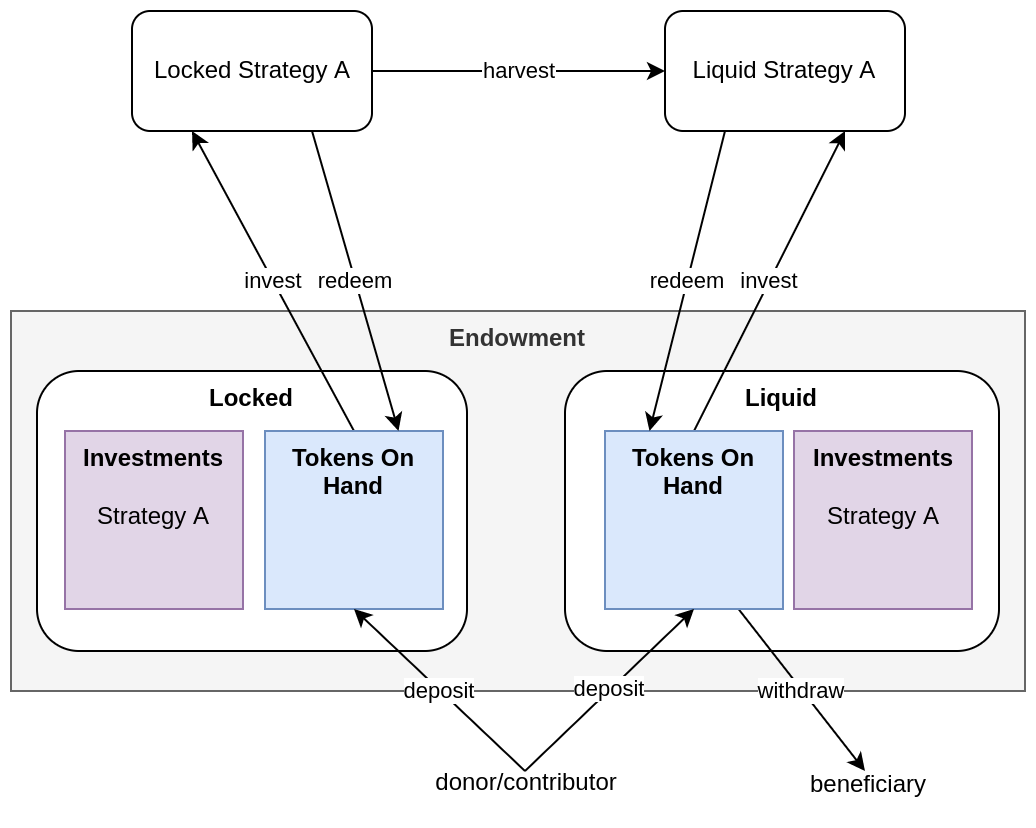 Locked Strategy A
harvest
Liquid Strategy A
invest
redeem
redeem
invest
Endowment
Locked
Liquid
Investments
Strategy A
Tokens On
Hand
Tokens On
Hand
Investments
Strategy A
deposit
deposit
withdraw
donor/contributor
beneficiary